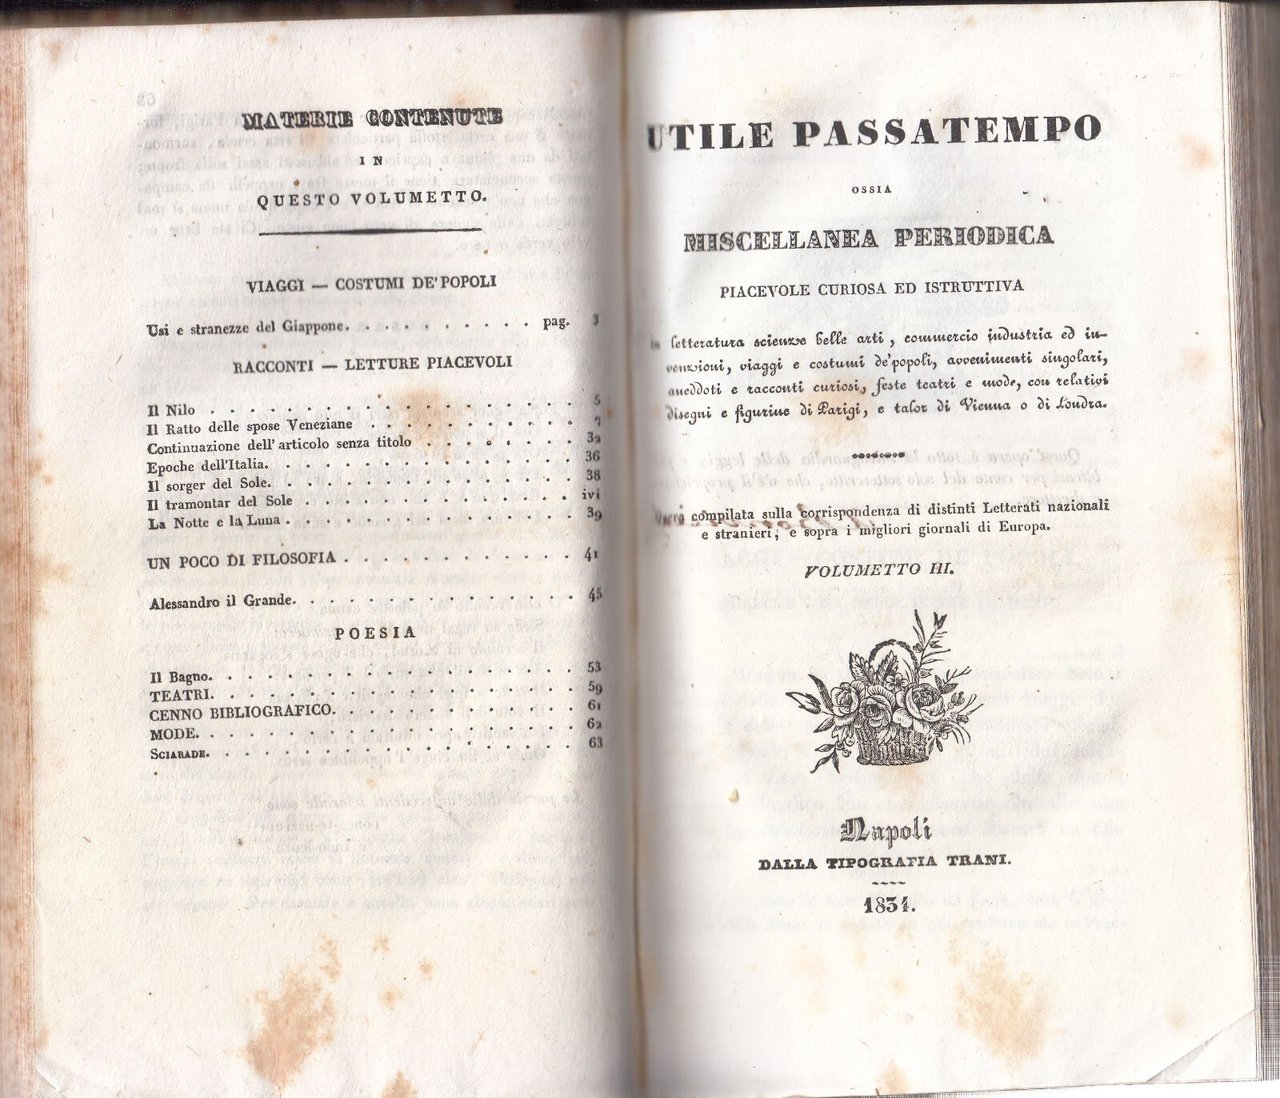 MATERIE CONTENUTE
IN
QUESTO VOLUMETTO.
VIAGGI — COSTUMI DE' POPOLI
Usi e stranezze del Giappone. . . . . . . . . . . pag. 3
RACCONTI — LETTURE PIACEVOLI
Il Nilo . . . . . . . . . . . . . . . . . 5
Il Ratto delle spose Veneziane . . . . . . . . . . 7
Continuazione dell'articolo senza titolo . . . . . . . 32
Epoche dell'Italia. . . . . . . . . . . . . . . 36
Il sorger del Sole. . . . . . . . . . . . . . . 38
Il tramontar del Sole . . . . . . . . . . . . . ivi
La Notte e la Luna . . . . . . . . . . . . . . 39
UN POCO DI FILOSOFIA . . . . . . . . . . . 41
Alessandro il Grande. . . . . . . . . . . . . . 45
POESIA
Il Bagno. . . . . . . . . . . . . . . . . . 53
TEATRI. . . . . . . . . . . . . . . . . . 59
CENNO BIBLIOGRAFICO. . . . . . . . . . . . 61
MODE. . . . . . . . . . . . . . . . . . . 62
SCIARADE. . . . . . . . . . . . . . . . . . 63
UTILE PASSATEMPO
OSSIA
MISCELLANEA PERIODICA
PIACEVOLE CURIOSA ED ISTRUTTIVA
in letteratura scienze belle arti, commercio industria ed in-
venzioni, viaggi e costumi de' popoli, avvenimenti singolari,
aneddoti e racconti curiosi, feste teatri e mode, con relativi
disegni e figurine di Parigi, e talor di Vienna o di Londra.
Opera compilata sulla corrispondenza di distinti Letterati nazionali
e stranieri, e sopra i migliori giornali di Europa.
VOLUMETTO III.
Napoli
DALLA TIPOGRAFIA TRANI.
1834.